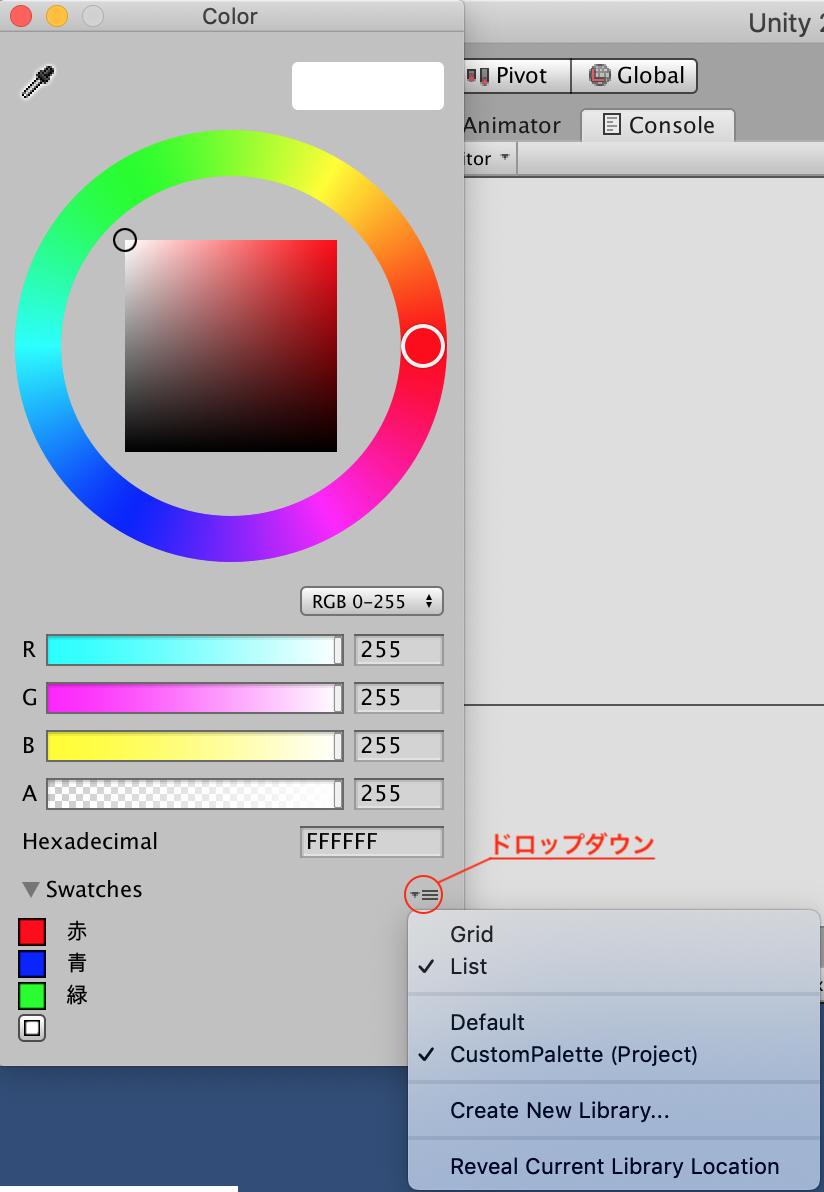 Color
Unity 2
Pivot
Global
Animator
Console
itor
RGB 0–255
R
255
G
255
B
255
A
255
Hexadecimal
FFFFFF
ドロップダウン
Swatches
赤
青
緑
Grid
List
Default
CustomPalette (Project)
Create New Library...
Reveal Current Library Location